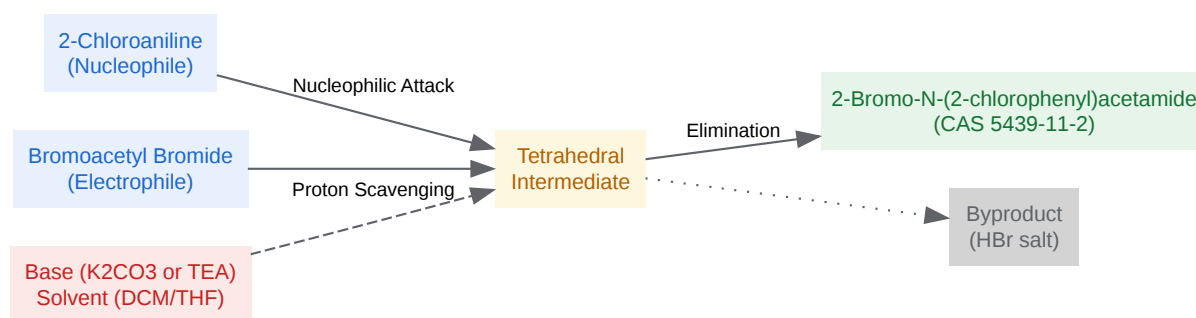 2-Chloroaniline
(Nucleophile)
Nucleophilic Attack
Bromoacetyl Bromide
(Electrophile)
Proton Scavenging
Base (K2CO3 or TEA)
Solvent (DCM/THF)
Tetrahedral
Intermediate
Elimination
2-Bromo-N-(2-chlorophenyl)acetamide
(CAS 5439-11-2)
Byproduct
(HBr salt)